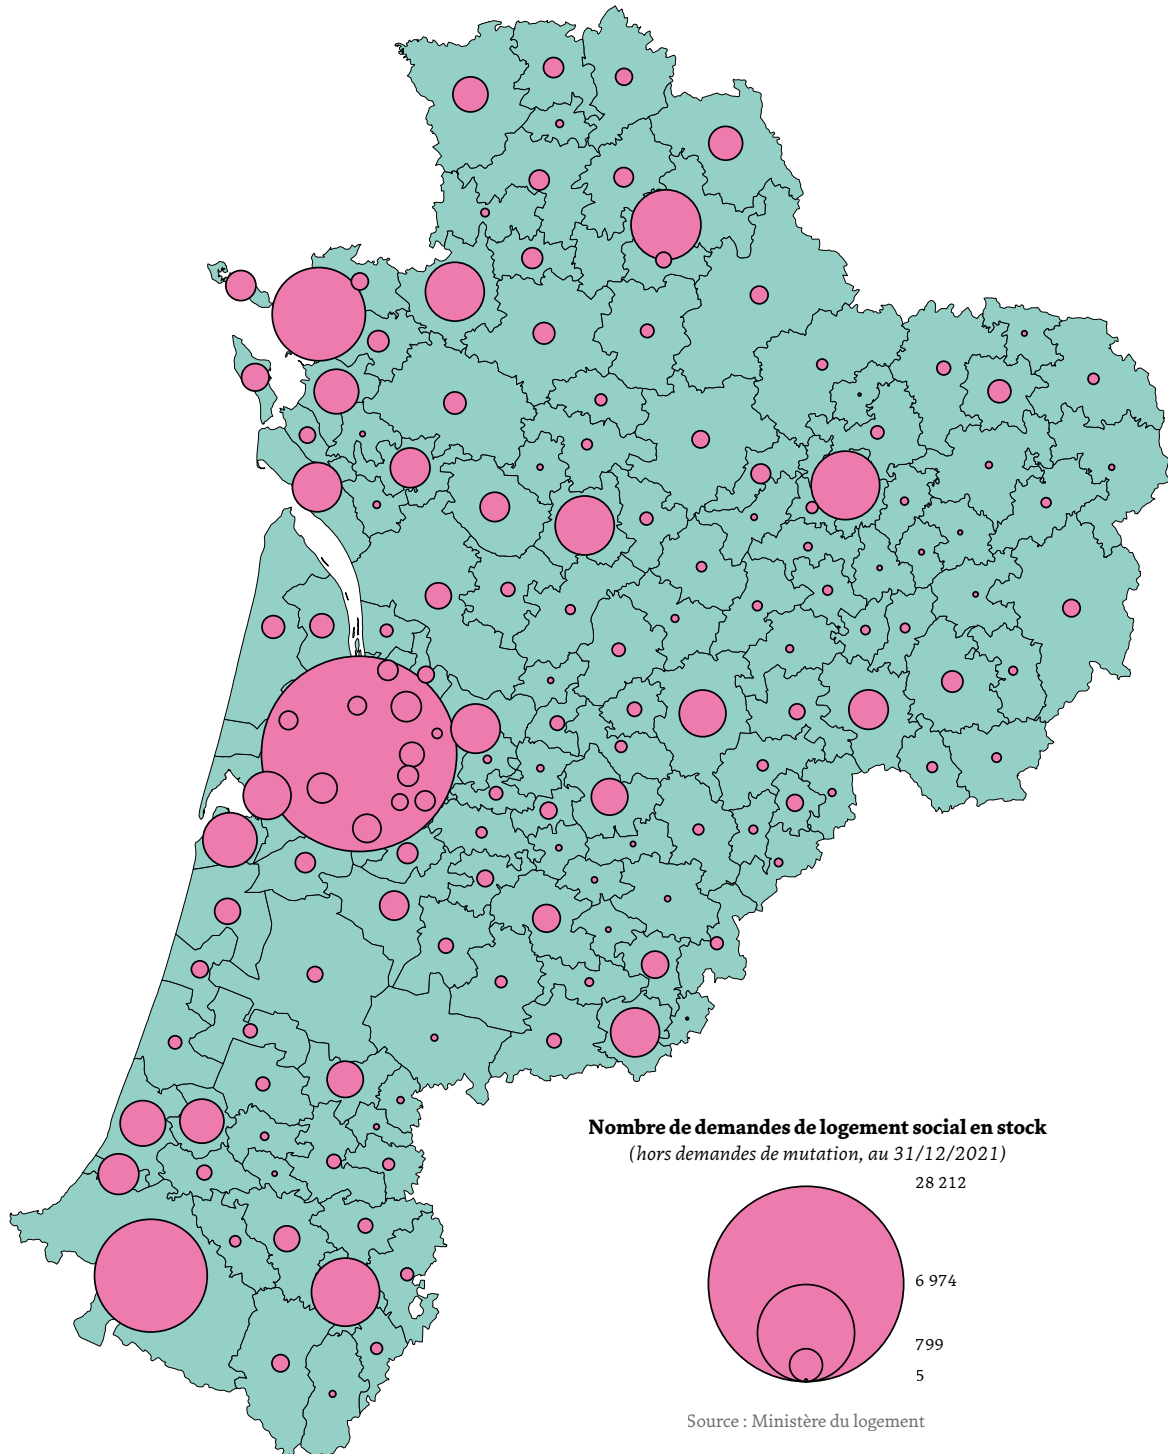 Nombre de demandes de logement social en stock
(hors demandes de mutation, au 31/12/2021)
28 212
6 974
799
5
Source : Ministère du logement